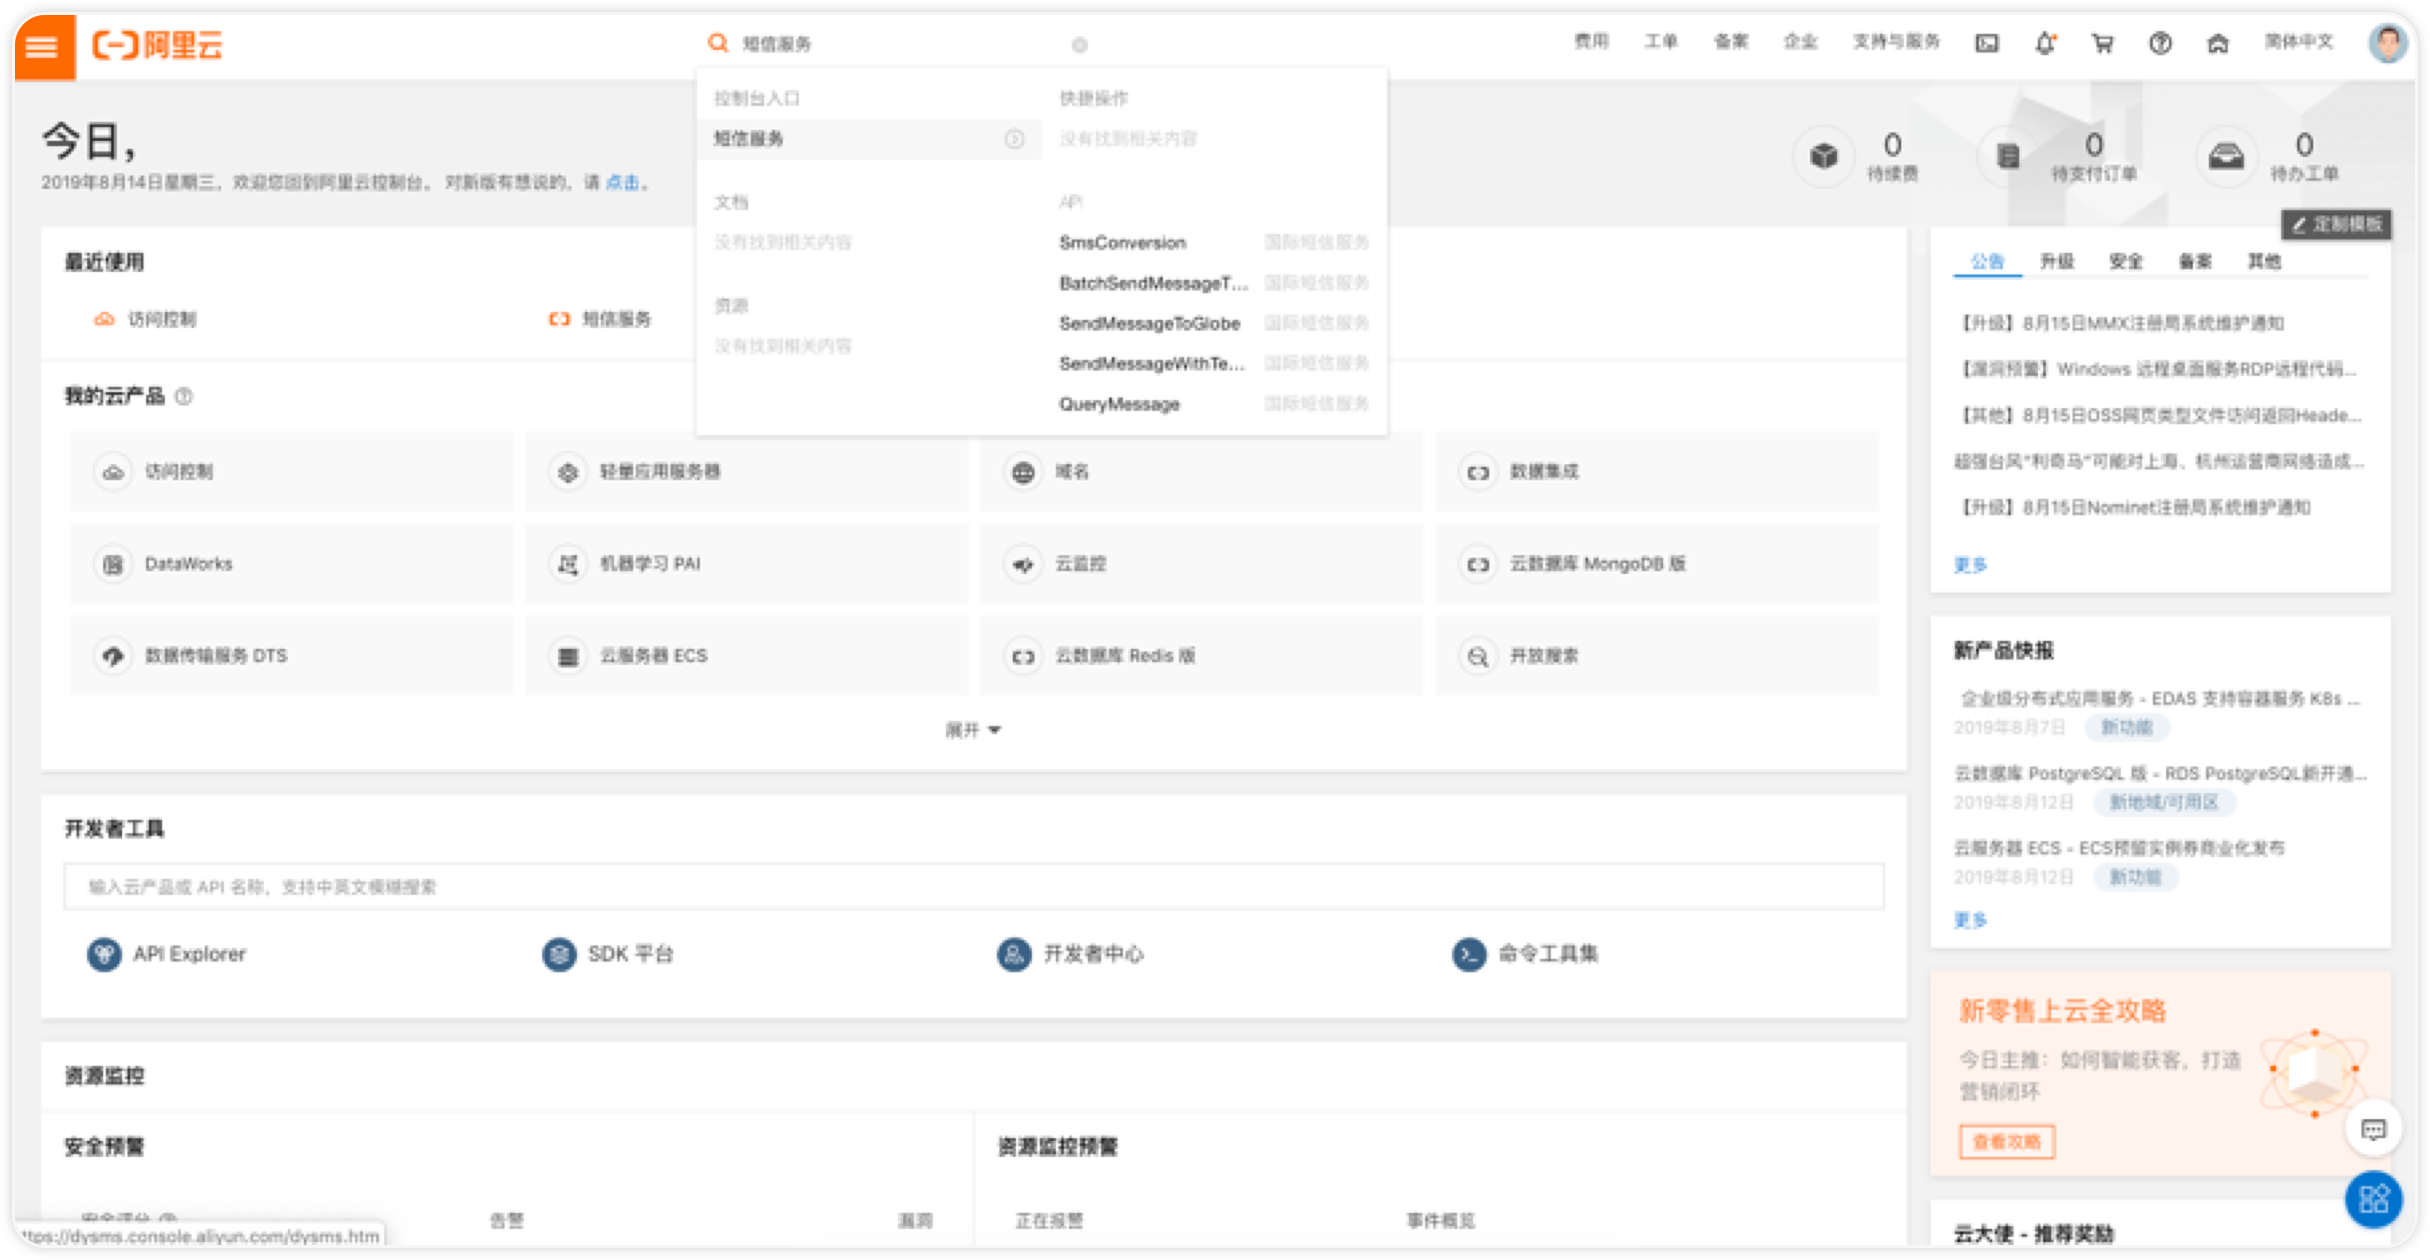 阿里云
短信服务
费用 工单 备案 企业 支持与服务 简体中文
控制台入口 快捷操作
短信服务 没有找到相关内容
文档 API
没有找到相关内容 SmsConversion 国际短信服务
BatchSendMessageT... 国际短信服务
资源 SendMessageToGlobe 国际短信服务
没有找到相关内容 SendMessageWithTe... 国际短信服务
QueryMessage 国际短信服务
今日,
2019年8月14日星期三，欢迎您回到阿里云控制台。 对新版有想说的，请 点击。
0 待续费
0 待支付订单
0 待办工单
定制模板
最近使用
访问控制 短信服务
我的云产品
访问控制 轻量应用服务器 域名 数据集成
DataWorks 机器学习 PAI 云监控 云数据库 MongoDB 版
数据传输服务 DTS 云服务器 ECS 云数据库 Redis 版 开放搜索
展开
开发者工具
输入云产品或 API 名称，支持中英文模糊搜索
API Explorer SDK 平台 开发者中心 命令工具集
资源监控
安全预警 资源监控预警
安全评分 告警 漏洞 正在报警 事件概览
ttps://dysms.console.aliyun.com/dysms.htm
公告 升级 安全 备案 其他
【升级】8月15日MMX注册局系统维护通知
【漏洞预警】Windows 远程桌面服务RDP远程代码...
【其他】8月15日OSS网页类型文件访问返回Heade...
超强台风“利奇马”可能对上海、杭州运营商网络造成...
【升级】8月15日Nominet注册局系统维护通知
更多
新产品快报
企业级分布式应用服务 - EDAS 支持容器服务 K8s ...
2019年8月7日 新功能
云数据库 PostgreSQL 版 - RDS PostgreSQL新开通...
2019年8月12日 新地域/可用区
云服务器 ECS - ECS预留实例券商业化发布
2019年8月12日 新功能
更多
新零售上云全攻略
今日主推：如何智能获客，打造
营销闭环
查看攻略
云大使 - 推荐奖励